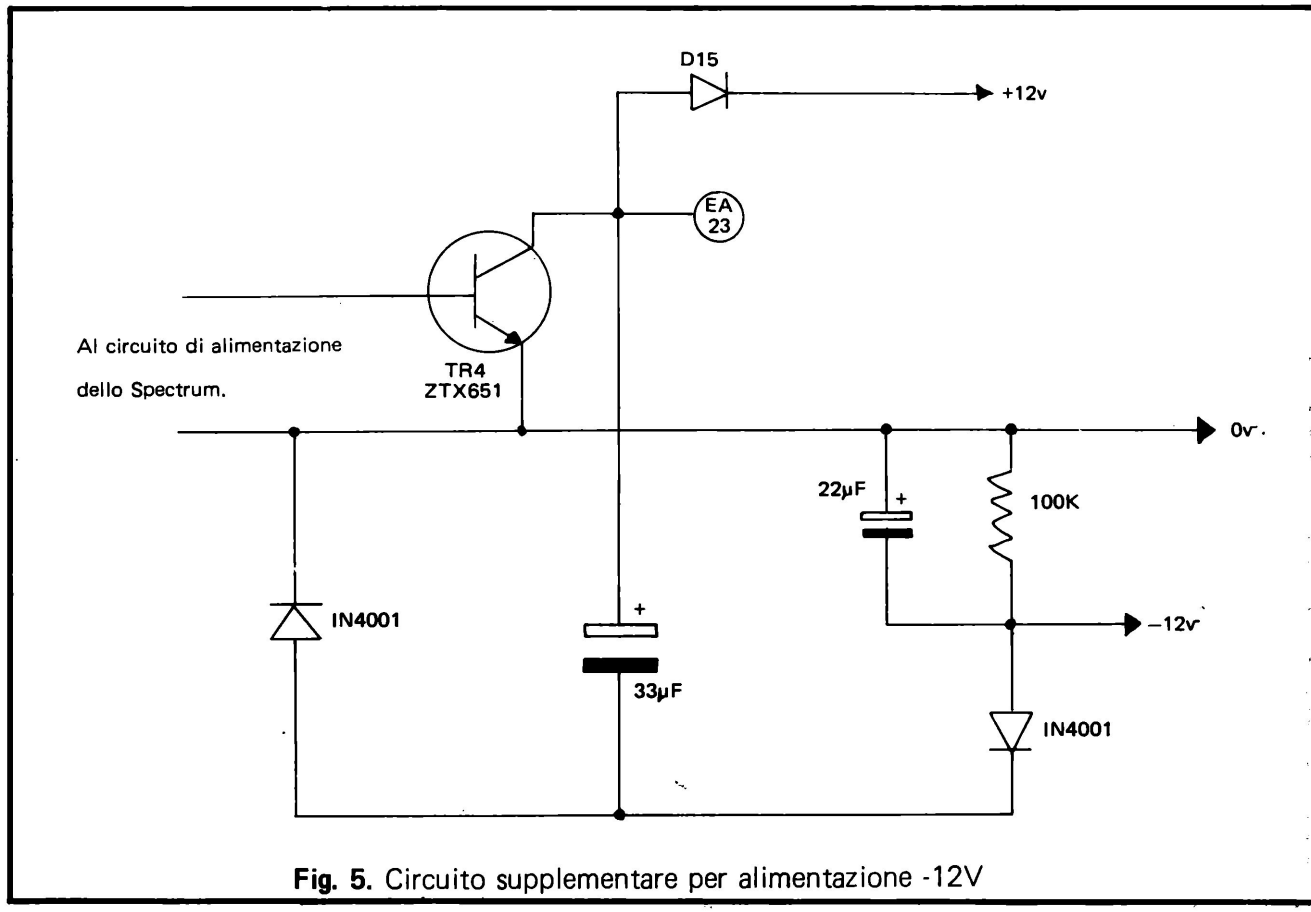 D15
+12v
EA
23
Al circuito di alimentazione
dello Spectrum.
TR4
ZTX651
0v
22µF
+
100K
IN4001
+
33µF
−12v
IN4001
Fig. 5. Circuito supplementare per alimentazione -12V